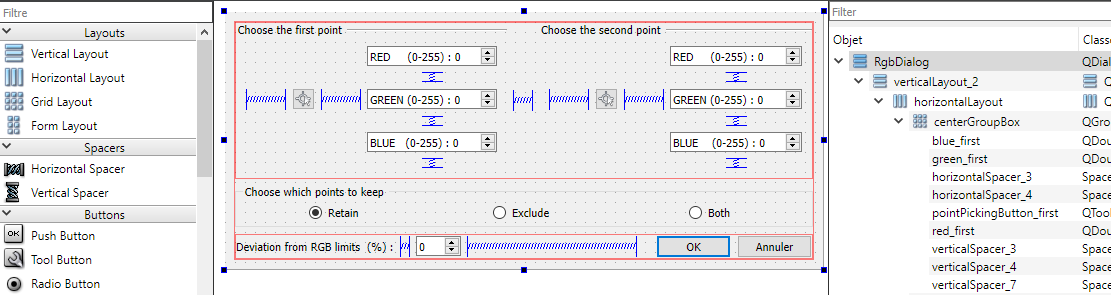 Filtre
Layouts
Vertical Layout
Horizontal Layout
Grid Layout
Form Layout
Spacers
Horizontal Spacer
Vertical Spacer
Buttons
Push Button
OK
Tool Button
Radio Button
Choose the first point
Choose the second point
RED (0-255) : 0
RED (0-255) : 0
GREEN (0-255) : 0
GREEN (0-255) : 0
BLUE (0-255) : 0
BLUE (0-255) : 0
Choose which points to keep
Retain
Exclude
Both
Deviation from RGB limits (%) :
0
OK
Annuler
Filter
Objet Classe
RgbDialog QDial
verticalLayout_2 Q
horizontalLayout Q
centerGroupBox QGro
blue_first QDou
green_first QDou
horizontalSpacer_3 Space
horizontalSpacer_4 Space
pointPickingButton_first QTool
red_first QDou
verticalSpacer_3 Space
verticalSpacer_4 Space
verticalSpacer_7 Space